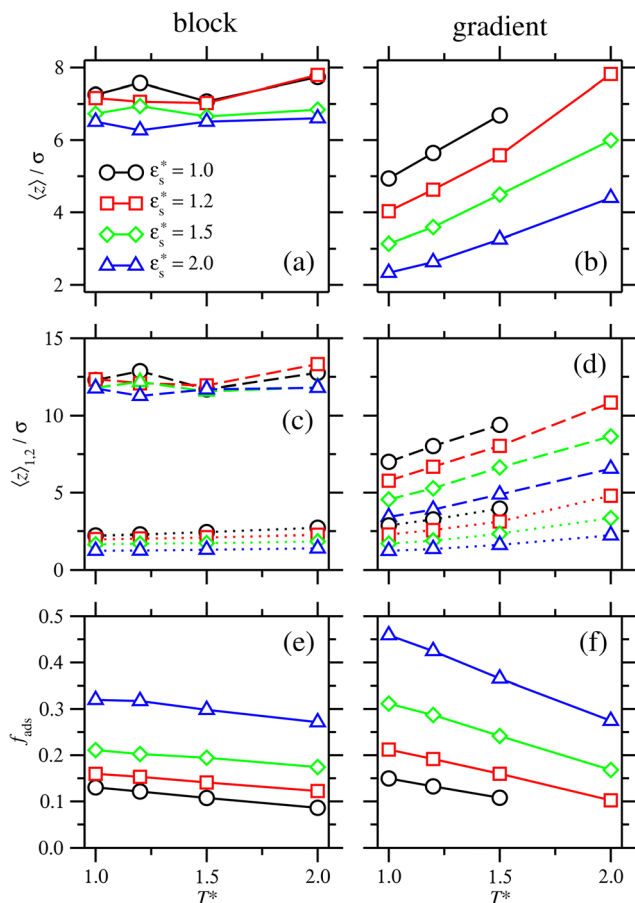 block
gradient
8
6
4
2
⟨z⟩ / σ
ε*s = 1.0
ε*s = 1.2
ε*s = 1.5
ε*s = 2.0
(a)
(b)
15
10
5
0
⟨z⟩1,2 / σ
(c)
(d)
0.5
0.4
0.3
0.2
0.1
0.0
fads
(e)
(f)
1.0 1.5 2.0
1.0 1.5 2.0
T*
T*